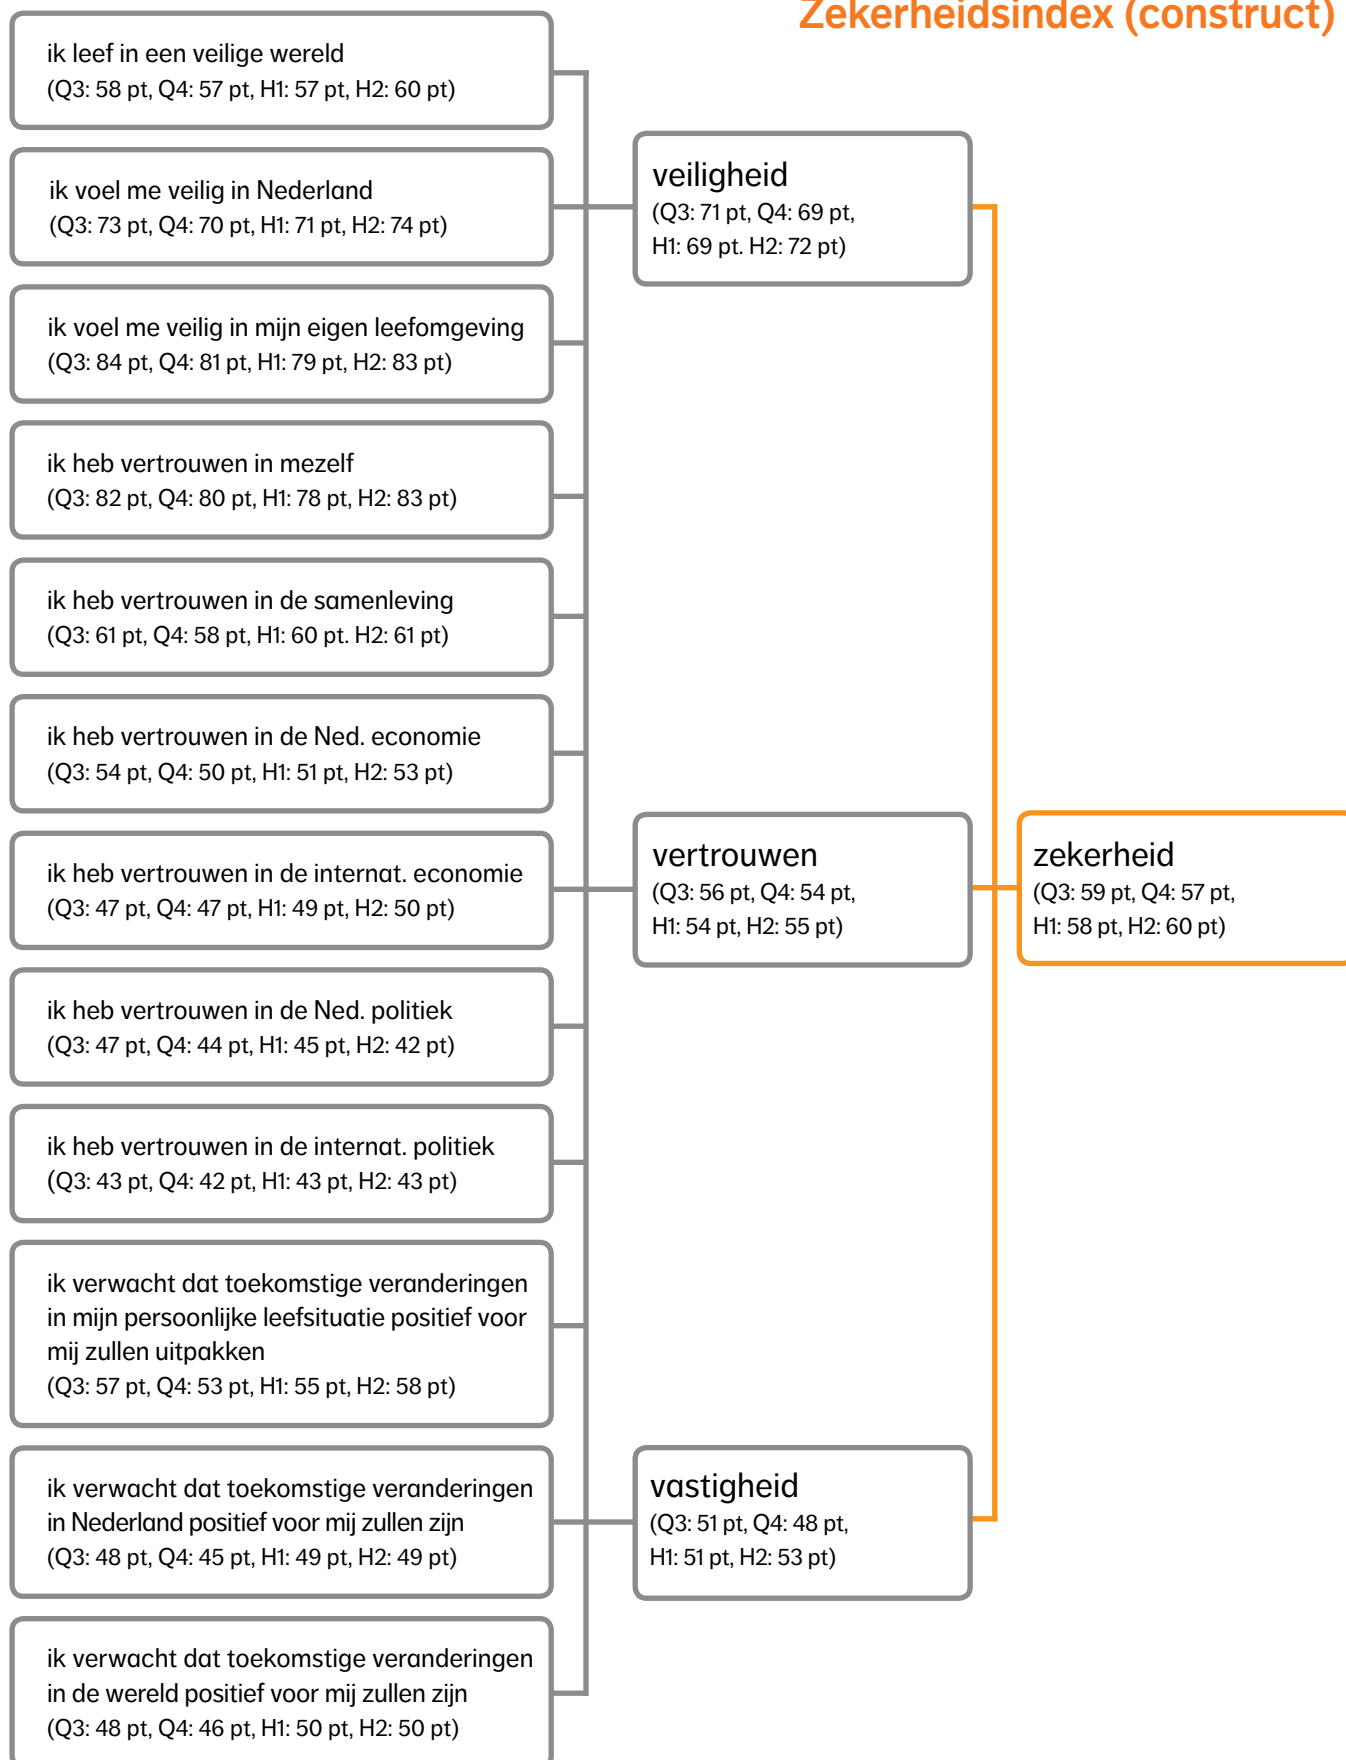 Zekerheidsindex (construct)
ik leef in een veilige wereld
(Q3: 58 pt, Q4: 57 pt, H1: 57 pt, H2: 60 pt)
ik voel me veilig in Nederland
(Q3: 73 pt, Q4: 70 pt, H1: 71 pt, H2: 74 pt)
ik voel me veilig in mijn eigen leefomgeving
(Q3: 84 pt, Q4: 81 pt, H1: 79 pt, H2: 83 pt)
ik heb vertrouwen in mezelf
(Q3: 82 pt, Q4: 80 pt, H1: 78 pt, H2: 83 pt)
ik heb vertrouwen in de samenleving
(Q3: 61 pt, Q4: 58 pt, H1: 60 pt. H2: 61 pt)
ik heb vertrouwen in de Ned. economie
(Q3: 54 pt, Q4: 50 pt, H1: 51 pt, H2: 53 pt)
ik heb vertrouwen in de internat. economie
(Q3: 47 pt, Q4: 47 pt, H1: 49 pt, H2: 50 pt)
ik heb vertrouwen in de Ned. politiek
(Q3: 47 pt, Q4: 44 pt, H1: 45 pt, H2: 42 pt)
ik heb vertrouwen in de internat. politiek
(Q3: 43 pt, Q4: 42 pt, H1: 43 pt, H2: 43 pt)
ik verwacht dat toekomstige veranderingen
in mijn persoonlijke leefsituatie positief voor
mij zullen uitpakken
(Q3: 57 pt, Q4: 53 pt, H1: 55 pt, H2: 58 pt)
ik verwacht dat toekomstige veranderingen
in Nederland positief voor mij zullen zijn
(Q3: 48 pt, Q4: 45 pt, H1: 49 pt, H2: 49 pt)
ik verwacht dat toekomstige veranderingen
in de wereld positief voor mij zullen zijn
(Q3: 48 pt, Q4: 46 pt, H1: 50 pt, H2: 50 pt)
veiligheid
(Q3: 71 pt, Q4: 69 pt,
H1: 69 pt. H2: 72 pt)
vertrouwen
(Q3: 56 pt, Q4: 54 pt,
H1: 54 pt, H2: 55 pt)
vastigheid
(Q3: 51 pt, Q4: 48 pt,
H1: 51 pt, H2: 53 pt)
zekerheid
(Q3: 59 pt, Q4: 57 pt,
H1: 58 pt, H2: 60 pt)